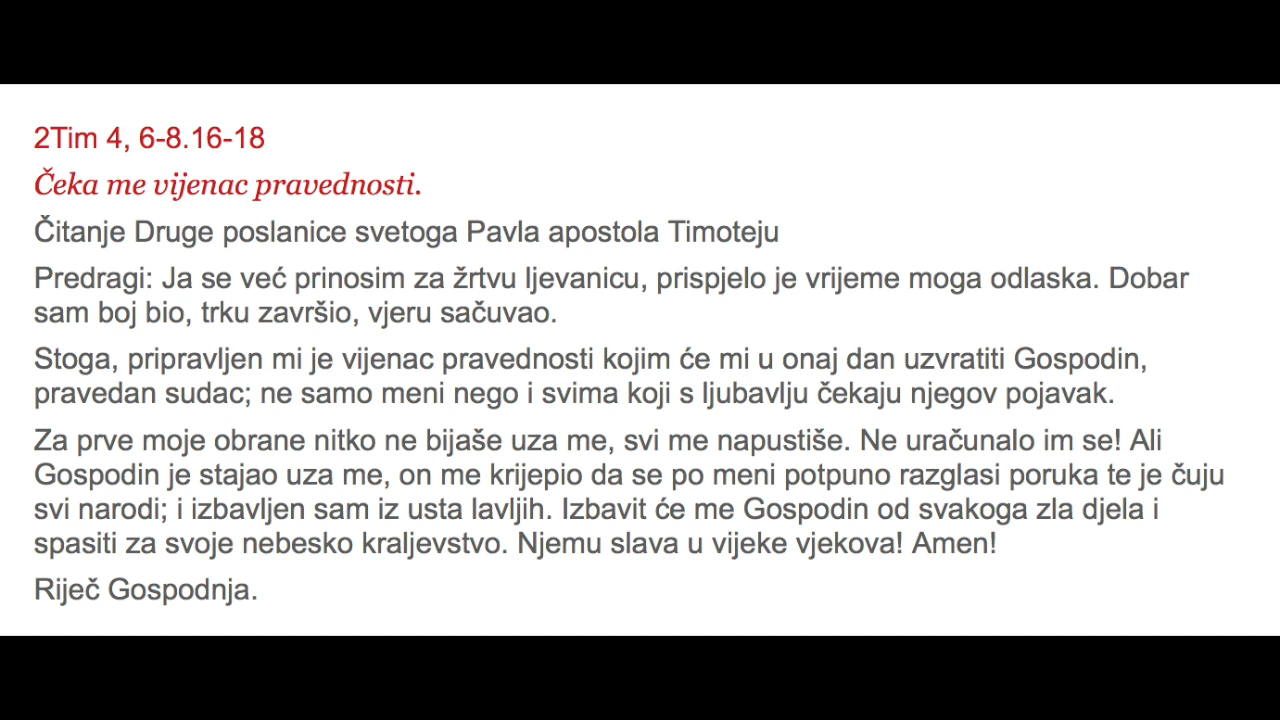 2Tim 4, 6-8.16-18
Čeka me vijenac pravednosti.
Čitanje Druge poslanice svetoga Pavla apostola Timoteju
Predragi: Ja se već prinosim za žrtvu ljevanicu, prispjelo je vrijeme moga odlaska. Dobar
sam boj bio, trku završio, vjeru sačuvao.
Stoga, pripravljen mi je vijenac pravednosti kojim će mi u onaj dan uzvratiti Gospodin,
pravedan sudac; ne samo meni nego i svima koji s ljubavlju čekaju njegov pojavak.
Za prve moje obrane nitko ne bijaše uza me, svi me napustiše. Ne uračunalo im se! Ali
Gospodin je stajao uza me, on me krijepio da se po meni potpuno razglasi poruka te je čuju
svi narodi; i izbavljen sam iz usta lavljih. Izbavit će me Gospodin od svakoga zla djela i
spasiti za svoje nebesko kraljevstvo. Njemu slava u vijeke vjekova! Amen!
Riječ Gospodnja.